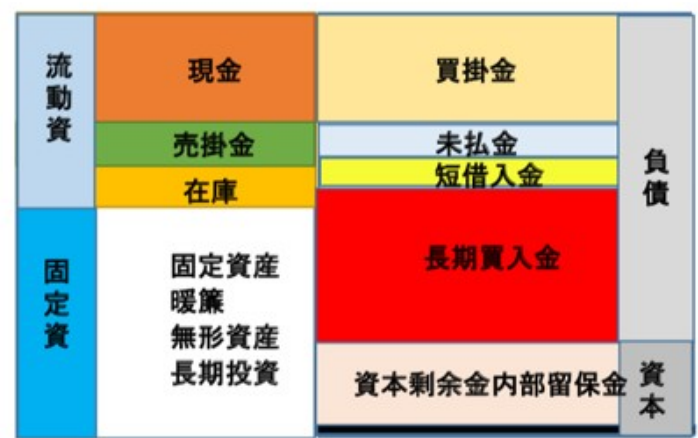 流動資
現金
買掛金
売掛金
未払金
短借入金
在庫
負債
固定資
固定資産
暖簾
無形資産
長期投資
長期買入金
資本剰余金内部留保金
資本